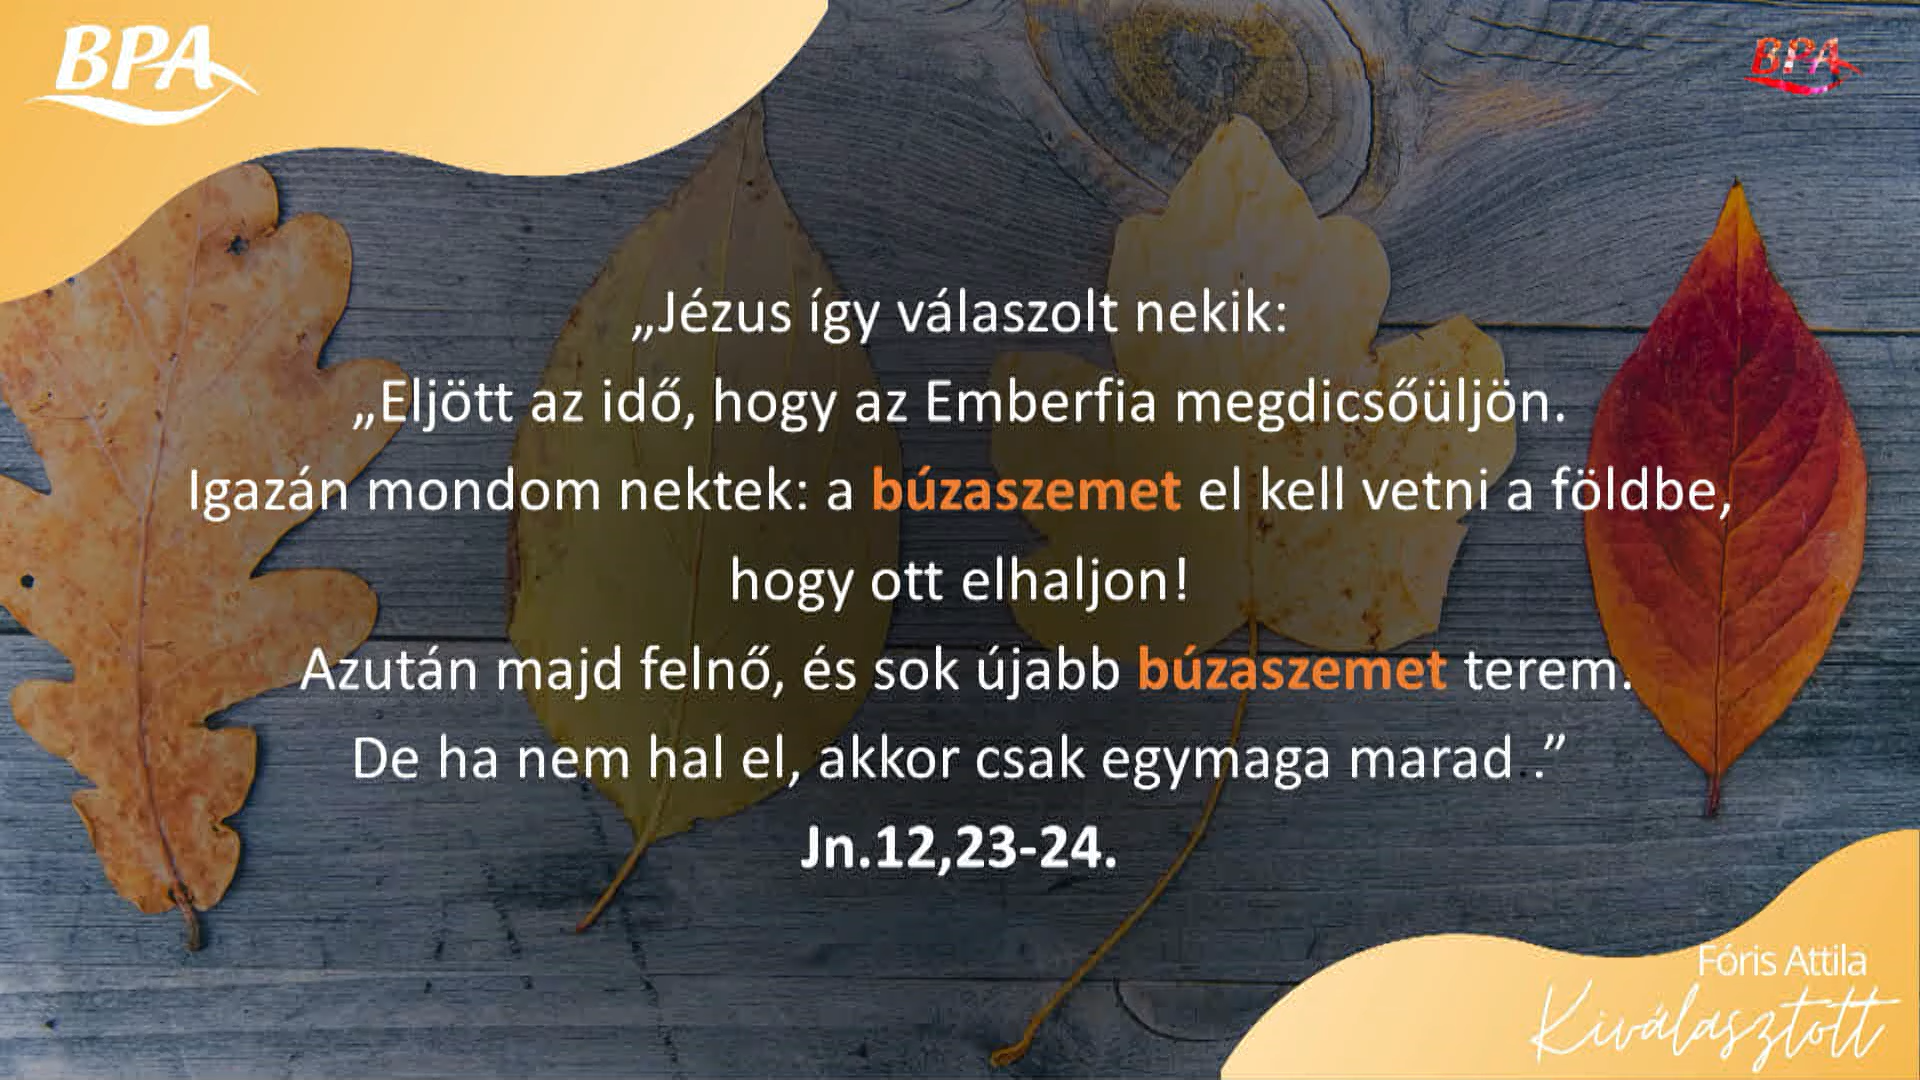 BPA
BPA
„Jézus így válaszolt nekik:
„Eljött az idő, hogy az Emberfia megdicsőüljön.
Igazán mondom nektek: a búzaszemet el kell vetni a földbe,
hogy ott elhaljon!
Azután majd felnő, és sok újabb búzaszemet terem.
De ha nem hal el, akkor csak egymaga marad .”
Jn.12,23-24.
Fóris Attila
Kiválasztott